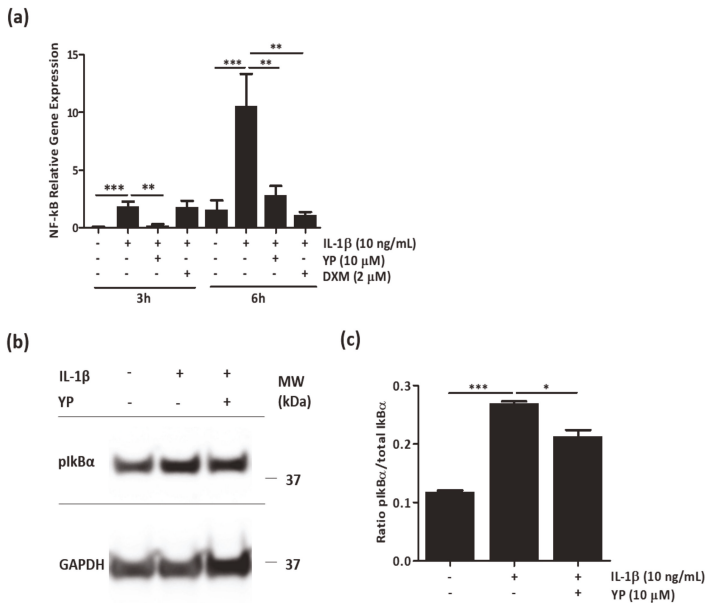 (a)
NF-kB Relative Gene Expression
15
10
5
0
*** ** *** ** **
- + + + - + + + IL-1β (10 ng/mL)
- - + - - - + - YP (10 μM)
- - - + - - - + DXM (2 μM)
3h 6h
(b)
IL-1β - + + MW
YP - - + (kDa)
pIkBα
37
GAPDH
37
(c)
Ratio pIkBα/total IkBα
0.3
0.2
0.1
0.0
*** *
- + + IL-1β (10 ng/mL)
- - + YP (10 μM)